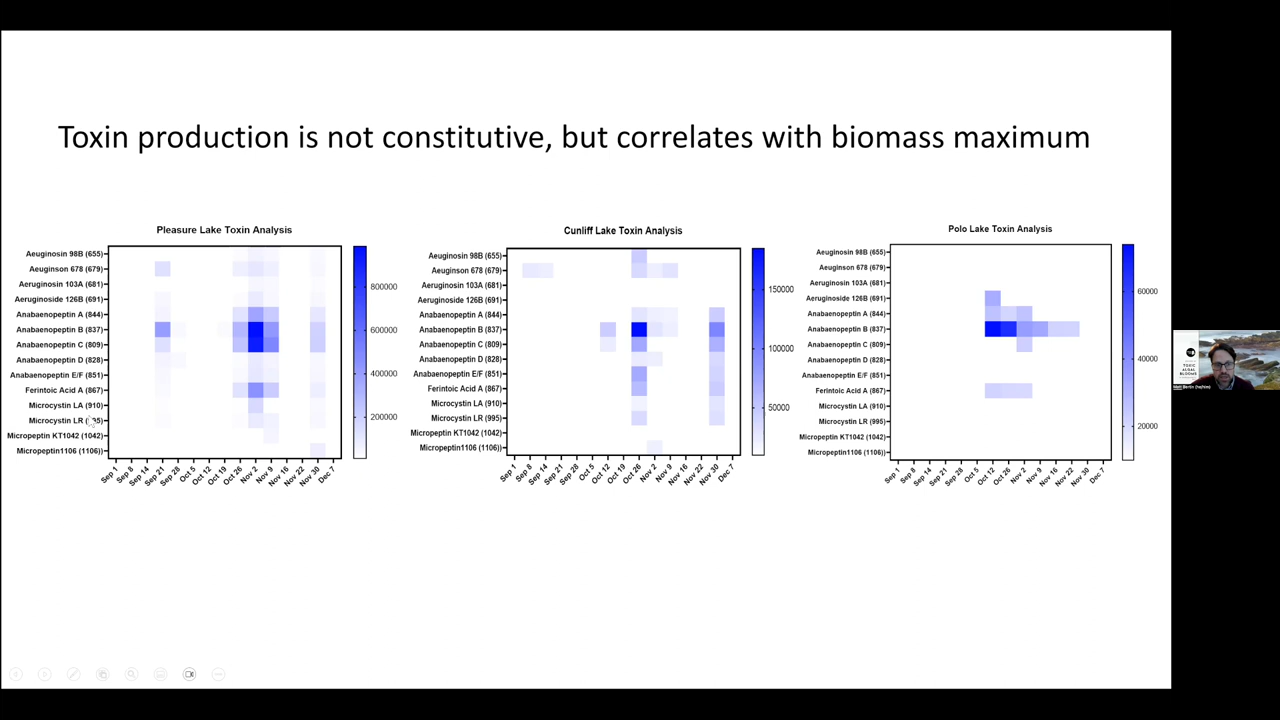 Toxin production is not constitutive, but correlates with biomass maximum
Pleasure Lake Toxin Analysis
Aeuginosin 98B (655)
Aeuginson 678 (679)
Aeruginosin 103A (681)
Aeruginoside 126B (691)
Anabaenopeptin A (844)
Anabaenopeptin B (837)
Anabaenopeptin C (809)
Anabaenopeptin D (828)
Anabaenopeptin E/F (851)
Ferintoic Acid A (867)
Microcystin LA (910)
Microcystin LR
Micropeptin KT1042 (1042)
Micropeptin1106 (1106))
Sep 1
Sep 8
Sep 14
Sep 21
Sep 28
Oct 5
Oct 12
Oct 19
Oct 26
Nov 2
Nov 9
Nov 16
Nov 22
Nov 30
Dec 7
800000
600000
400000
200000
Cunliff Lake Toxin Analysis
Aeuginosin 98B (655)
Aeuginson 678 (679)
Aeruginosin 103A (681)
Aeruginoside 126B (691)
Anabaenopeptin A (844)
Anabaenopeptin B (837)
Anabaenopeptin C (809)
Anabaenopeptin D (828)
Anabaenopeptin E/F (851)
Ferintoic Acid A (867)
Microcystin LA (910)
Microcystin LR (995)
Micropeptin KT1042 (1042)
Micropeptin1106 (1106))
Sep 1
Sep 8
Sep 14
Sep 21
Sep 28
Oct 5
Oct 12
Oct 19
Oct 26
Nov 2
Nov 9
Nov 16
Nov 22
Nov 30
Dec 7
150000
100000
50000
Polo Lake Toxin Analysis
Aeuginosin 98B (655)
Aeuginson 678 (679)
Aeruginosin 103A (681)
Aeruginoside 126B (691)
Anabaenopeptin A (844)
Anabaenopeptin B (837)
Anabaenopeptin C (809)
Anabaenopeptin D (828)
Anabaenopeptin E/F (851)
Ferintoic Acid A (867)
Microcystin LA (910)
Microcystin LR (995)
Micropeptin KT1042 (1042)
Micropeptin1106 (1106))
Sep 1
Sep 8
Sep 14
Sep 21
Sep 28
Oct 5
Oct 12
Oct 26
Nov 2
Nov 9
Nov 16
Nov 22
Nov 30
Dec 7
60000
40000
20000
TOXIC
ALGAL
BLOOMS
Matt Bertin (he/him)